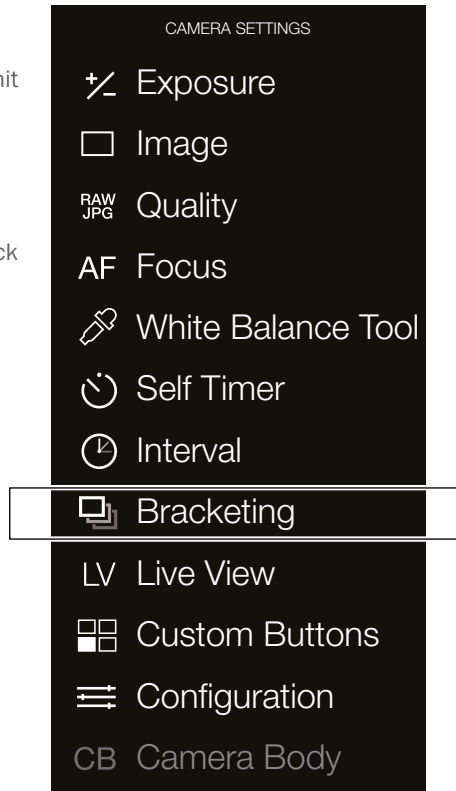 CAMERA SETTINGS
+/- Exposure
Image
RAW
JPG Quality
AF Focus
White Balance Tool
Self Timer
Interval
Bracketing
LV Live View
Custom Buttons
Configuration
CB Camera Body